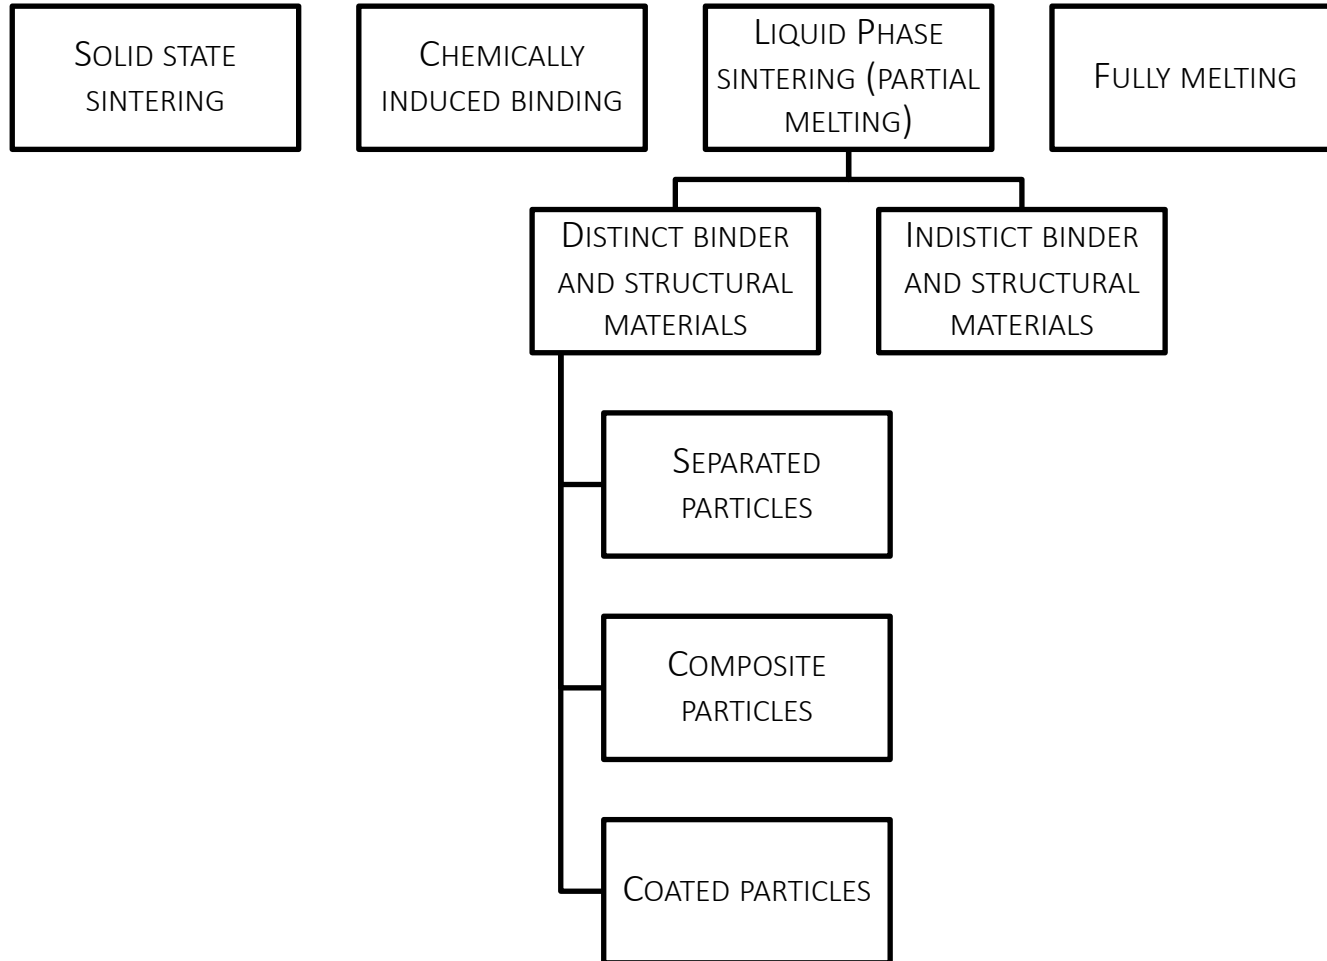 Solid state
sintering
Chemically
induced binding
Liquid Phase
sintering (partial
melting)
Fully melting
Distinct binder
and structural
materials
Indistict binder
and structural
materials
Separated
particles
Composite
particles
Coated particles